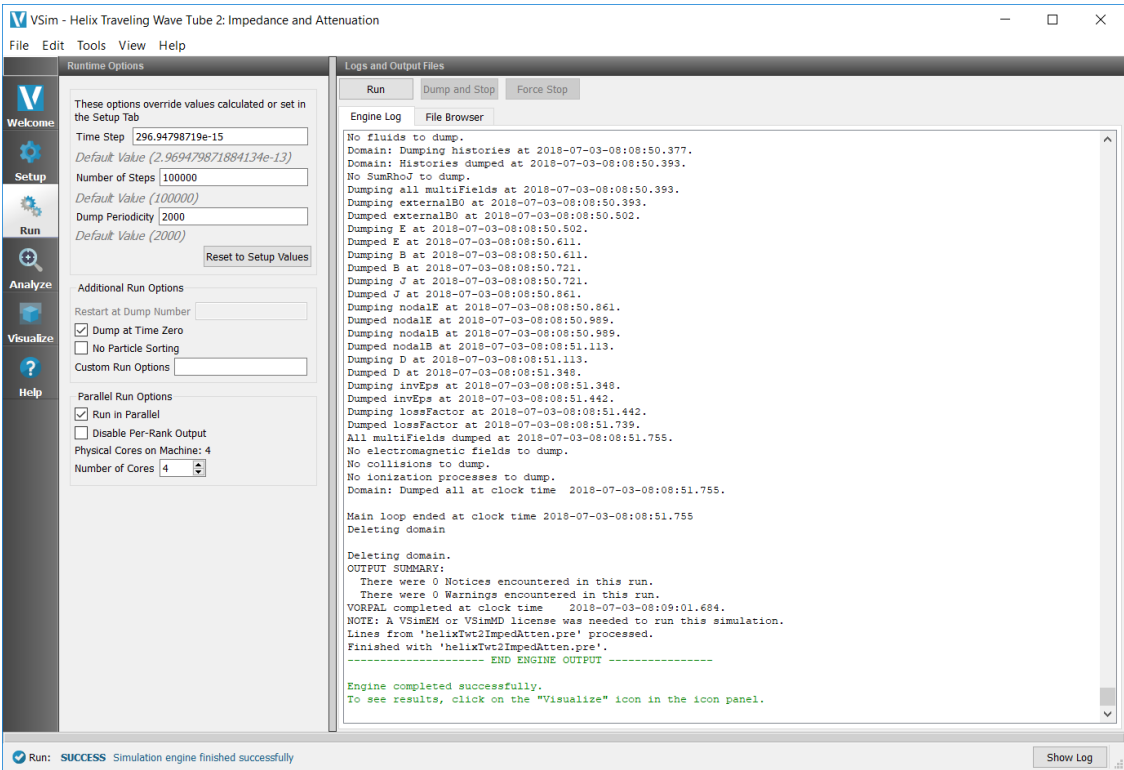 VSim - Helix Traveling Wave Tube 2: Impedance and Attenuation
File Edit Tools View Help
Welcome
Setup
Run
Analyze
Visualize
Help
Runtime Options
These options override values calculated or set in
the Setup Tab
Time Step 296.94798719e-15
Default Value (2.969479871884134e-13)
Number of Steps 100000
Default Value (100000)
Dump Periodicity 2000
Default Value (2000)
Reset to Setup Values
Additional Run Options
Restart at Dump Number
Dump at Time Zero
No Particle Sorting
Custom Run Options
Parallel Run Options
Run in Parallel
Disable Per-Rank Output
Physical Cores on Machine: 4
Number of Cores 4
Logs and Output Files
Run Dump and Stop Force Stop
Engine Log File Browser
No fluids to dump.
Domain: Dumping histories at 2018-07-03-08:08:50.377.
Domain: Histories dumped at 2018-07-03-08:08:50.393.
No SumRhoJ to dump.
Dumping all multiFields at 2018-07-03-08:08:50.393.
Dumping externalB0 at 2018-07-03-08:08:50.393.
Dumped externalB0 at 2018-07-03-08:08:50.502.
Dumping E at 2018-07-03-08:08:50.502.
Dumped E at 2018-07-03-08:08:50.611.
Dumping B at 2018-07-03-08:08:50.611.
Dumped B at 2018-07-03-08:08:50.721.
Dumping J at 2018-07-03-08:08:50.721.
Dumped J at 2018-07-03-08:08:50.861.
Dumping nodalE at 2018-07-03-08:08:50.861.
Dumped nodalE at 2018-07-03-08:08:50.989.
Dumping nodalB at 2018-07-03-08:08:50.989.
Dumped nodalB at 2018-07-03-08:08:51.113.
Dumping D at 2018-07-03-08:08:51.113.
Dumped D at 2018-07-03-08:08:51.348.
Dumping invEps at 2018-07-03-08:08:51.348.
Dumped invEps at 2018-07-03-08:08:51.442.
Dumping lossFactor at 2018-07-03-08:08:51.442.
Dumped lossFactor at 2018-07-03-08:08:51.739.
All multiFields dumped at 2018-07-03-08:08:51.755.
No electromagnetic fields to dump.
No collisions to dump.
No ionization processes to dump.
Domain: Dumped all at clock time 2018-07-03-08:08:51.755.
Main loop ended at clock time 2018-07-03-08:08:51.755
Deleting domain
Deleting domain.
OUTPUT SUMMARY:
There were 0 Notices encountered in this run.
There were 0 Warnings encountered in this run.
VORPAL completed at clock time 2018-07-03-08:09:01.684.
NOTE: A VSimEM or VSimMD license was needed to run this simulation.
Lines from 'helixTwt2ImpedAtten.pre' processed.
Finished with 'helixTwt2ImpedAtten.pre'.
--------------------- END ENGINE OUTPUT ----------------
Engine completed successfully.
To see results, click on the "Visualize" icon in the icon panel.
Run: SUCCESS Simulation engine finished successfully
Show Log